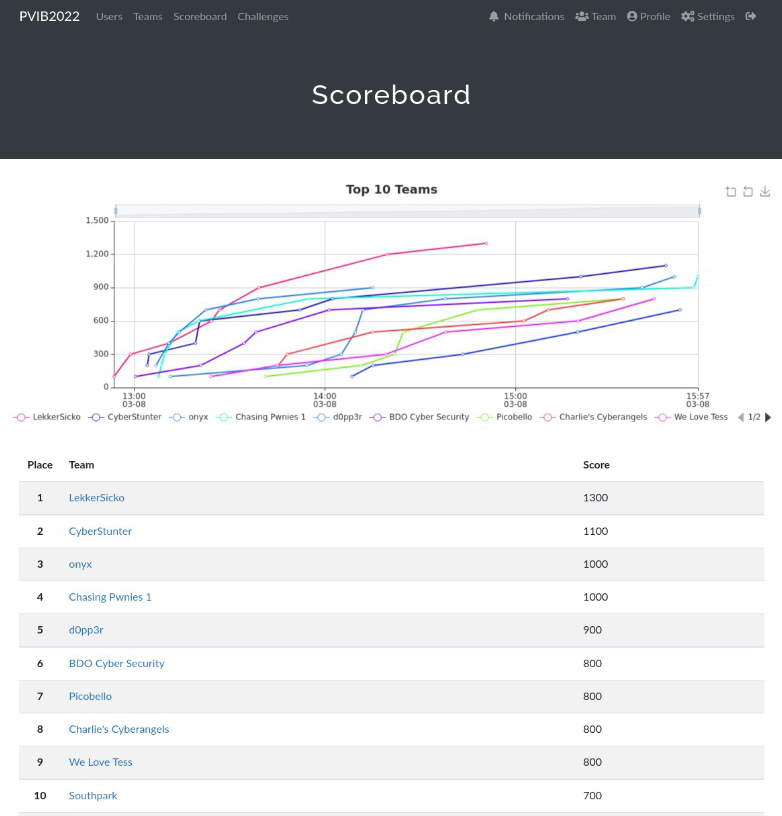 PVIB2022 Users Teams Scoreboard Challenges Notifications Team Profile Settings
Scoreboard
Top 10 Teams
1,500
1,200
900
600
300
0
13:00 14:00 15:00 15:57
03-08 03-08 03-08 03-08
LekkerSicko CyberStunter onyx Chasing Pwnies 1 d0pp3r BDO Cyber Security Picobello Charlie's Cyberangels We Love Tess 1/2
Place Team Score
1 LekkerSicko 1300
2 CyberStunter 1100
3 onyx 1000
4 Chasing Pwnies 1 1000
5 d0pp3r 900
6 BDO Cyber Security 800
7 Picobello 800
8 Charlie's Cyberangels 800
9 We Love Tess 800
10 Southpark 700